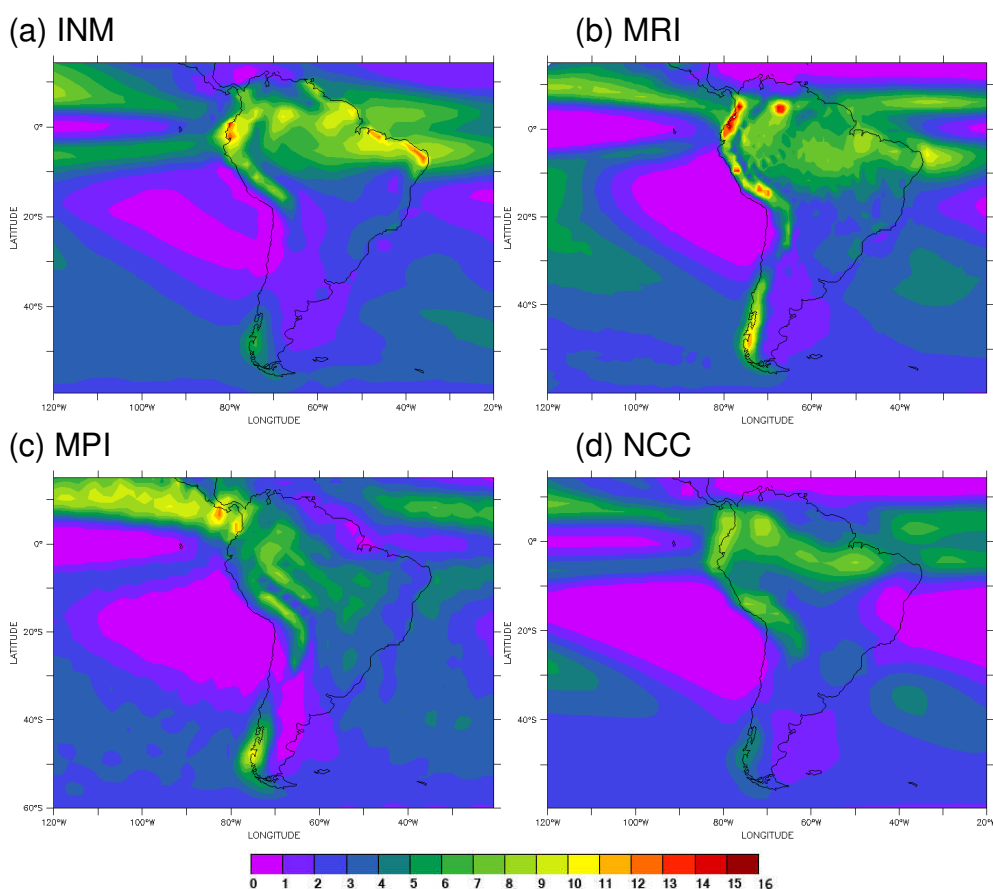 (a) INM
(b) MRI
LATITUDE
0°
20°S
40°S
120°W 100°W 80°W 60°W 40°W 20°W
LONGITUDE
LATITUDE
0°
20°S
40°S
120°W 100°W 80°W 60°W 40°W
LONGITUDE
(c) MPI
(d) NCC
LATITUDE
0°
20°S
40°S
60°S
120°W 100°W 80°W 60°W 40°W
LONGITUDE
LATITUDE
0°
20°S
40°S
120°W 100°W 80°W 60°W 40°W
LONGITUDE
0 1 2 3 4 5 6 7 8 9 10 11 12 13 14 15 16